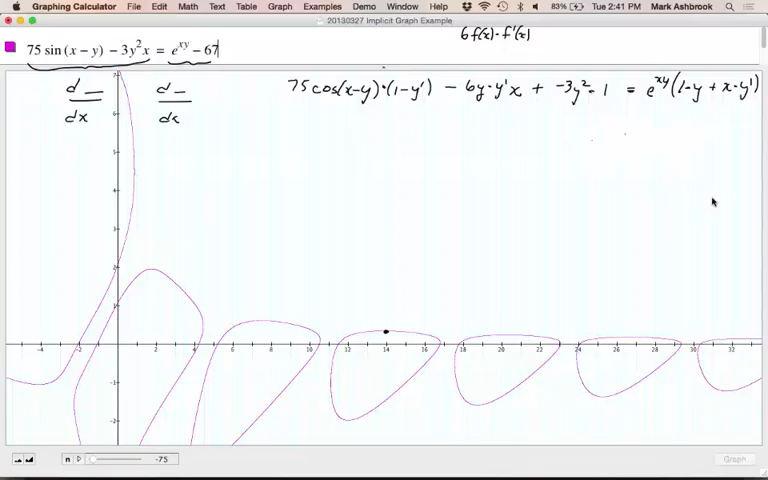 Graphing Calculator File Edit Text Table Graph Examples Demo Window Help 83% Tue 2:41 PM Mark Ashbrook
20130327 Implicit Graph Example
6f(x)·f'(x)
75 sin (x − y) − 3y²x = e^{xy} − 67
d/dx d/dx 75cos(x-y)·(1-y') − 6y·y'x + -3y²·1 = e^{xy}(1·y + x·y')
7
6
5
4
3
2
1
-4 -2 2 4 6 8 10 12 14 16 18 20 22 24 26 28 30 32
-1
-2
n -75 Graph